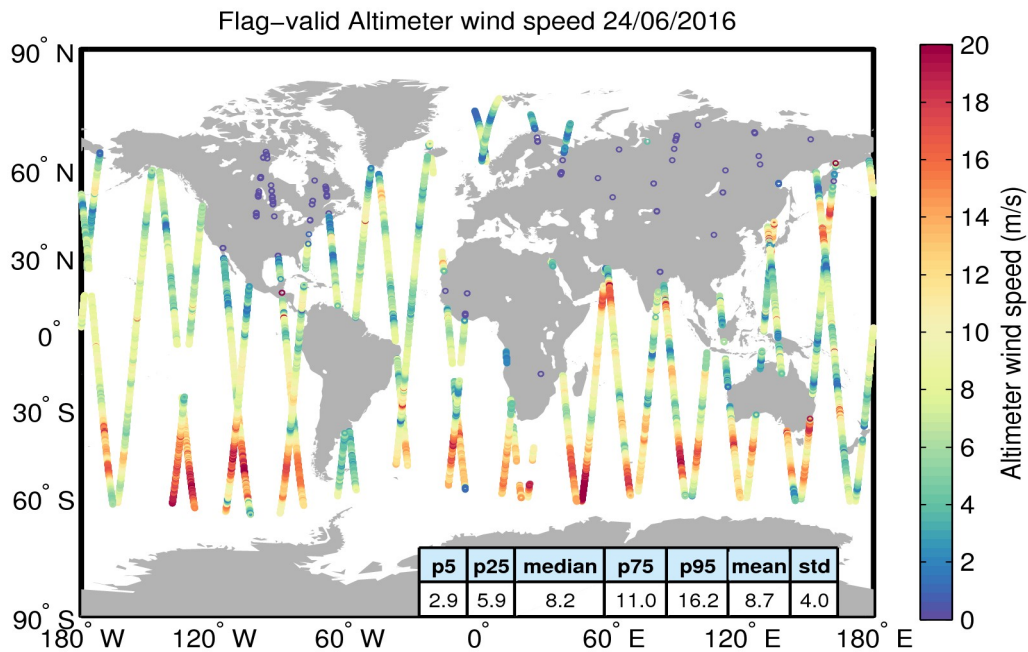 Flag−valid Altimeter wind speed 24/06/2016
90° N
60° N
30° N
0°
30° S
60° S
90° S
180° W
120° W
60° W
0°
60° E
120° E
180° E
p5 p25 median p75 p95 mean std
2.9 5.9 8.2 11.0 16.2 8.7 4.0
20
18
16
14
12
10
8
6
4
2
0
Altimeter wind speed (m/s)